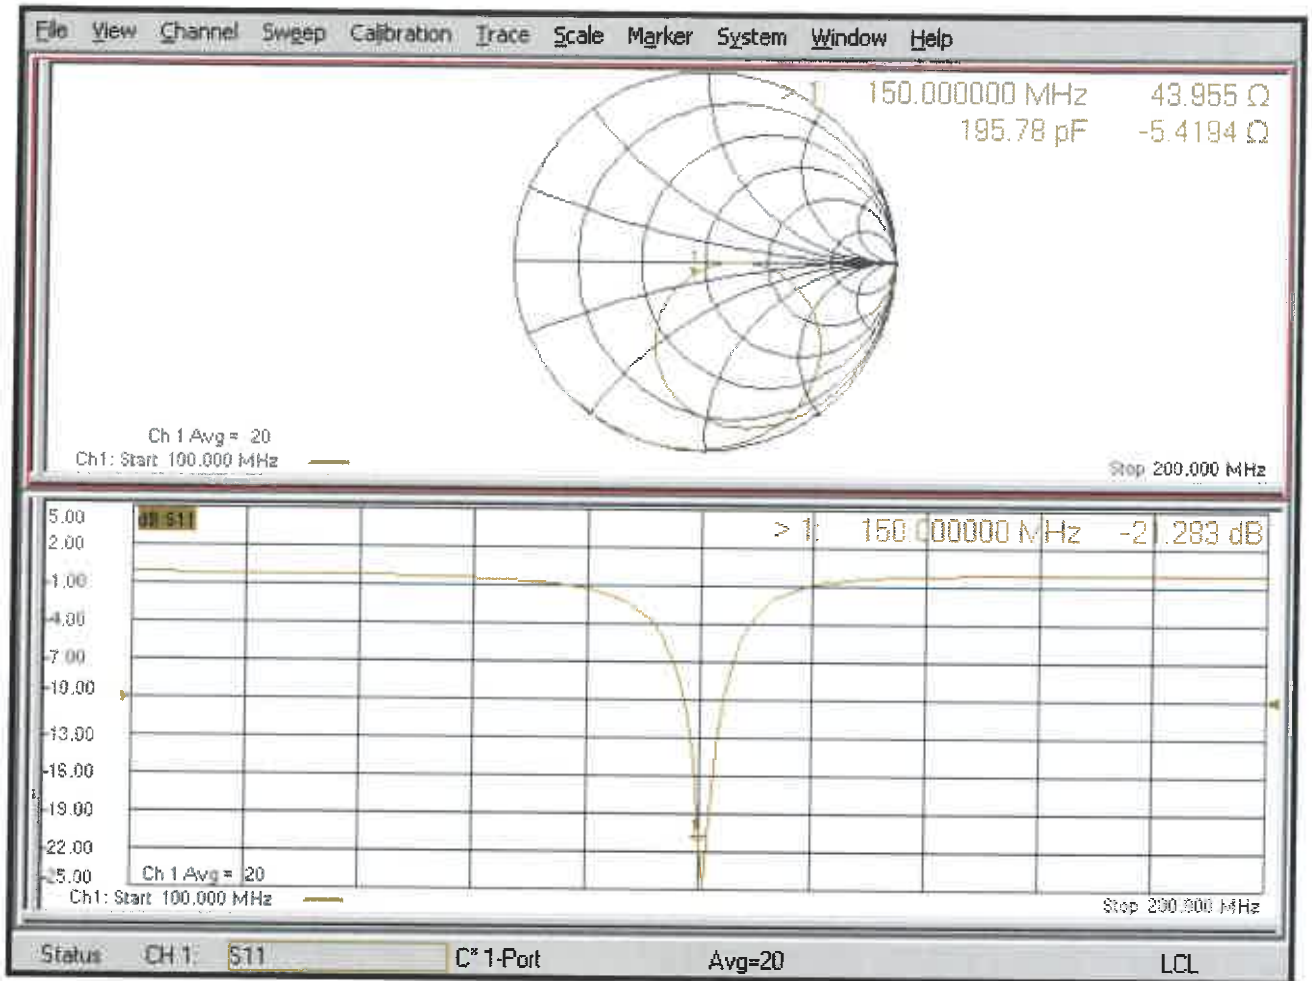 File View Channel Sweep Calibration Trace Scale Marker System Window Help
> 1 150.000000 MHz 43.955 Ω
195.78 pF -5.4194 Ω
1
Ch 1 Avg = 20
Ch1: Start 100.000 MHz
Stop 200.000 MHz
5.00
dB S11
> 1: 150.000000 MHz -21.283 dB
2.00
-1.00
-4.00
-7.00
-10.00
-13.00
-16.00
-19.00
-22.00
-25.00
Ch 1 Avg = 20
Ch1: Start 100.000 MHz
Stop 200.000 MHz
Status CH 1: S11 C* 1-Port Avg=20 LCL